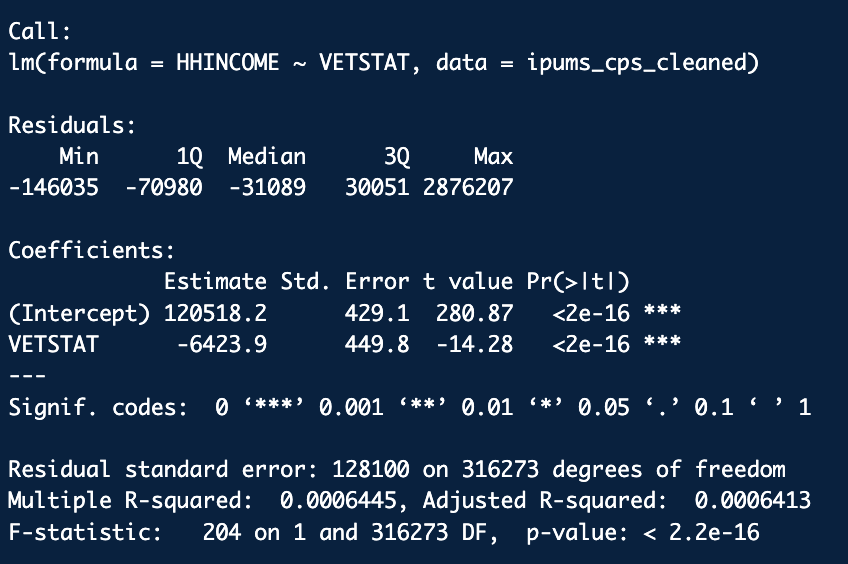 Call:
lm(formula = HHINCOME ~ VETSTAT, data = ipums_cps_cleaned)
Residuals:
Min 1Q Median 3Q Max
-146035 -70980 -31089 30051 2876207
Coefficients:
Estimate Std. Error t value Pr(>|t|)
(Intercept) 120518.2 429.1 280.87 <2e-16 ***
VETSTAT -6423.9 449.8 -14.28 <2e-16 ***
---
Signif. codes: 0 ‘***’ 0.001 ‘**’ 0.01 ‘*’ 0.05 ‘.’ 0.1 ‘ ’ 1
Residual standard error: 128100 on 316273 degrees of freedom
Multiple R-squared: 0.0006445, Adjusted R-squared: 0.0006413
F-statistic: 204 on 1 and 316273 DF, p-value: < 2.2e-16